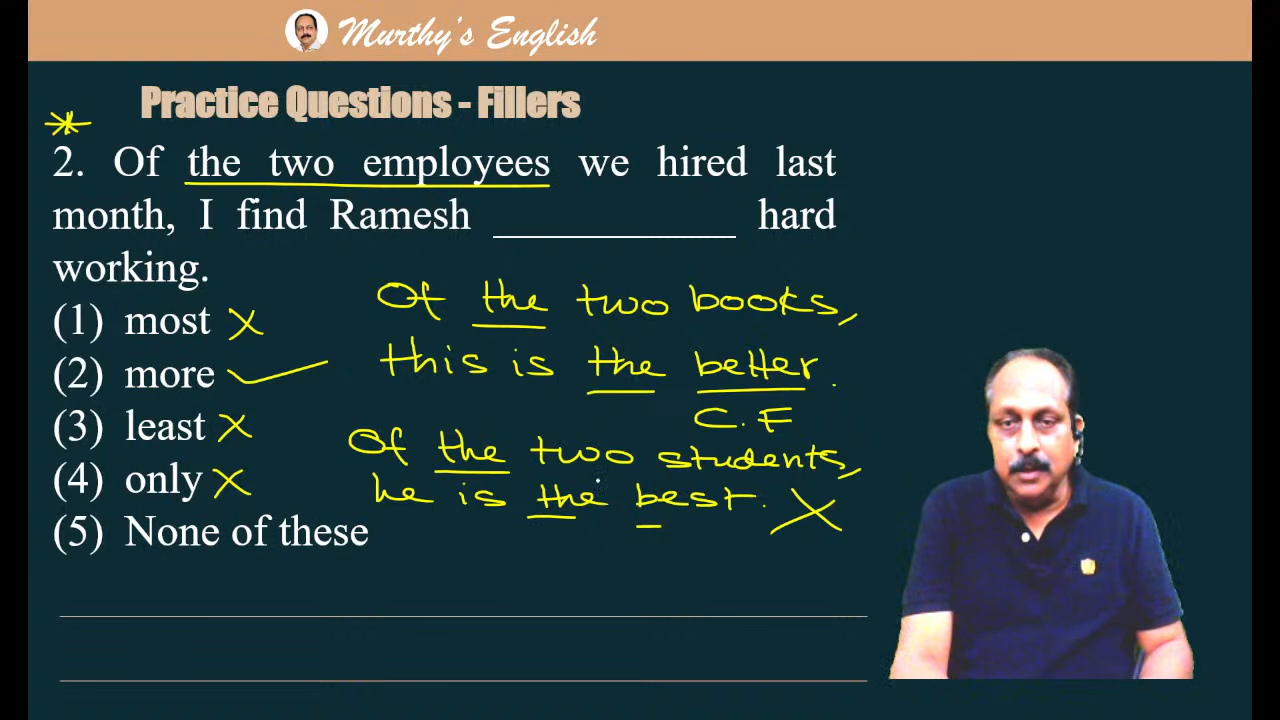 Murthy's English
Practice Questions - Fillers
2. Of the two employees we hired last
month, I find Ramesh ____________ hard
working.
(1) most X
(2) more ✓
(3) least X
(4) only X
(5) None of these
Of the two books,
this is the better.
C.F
Of the two students,
he is the best. X